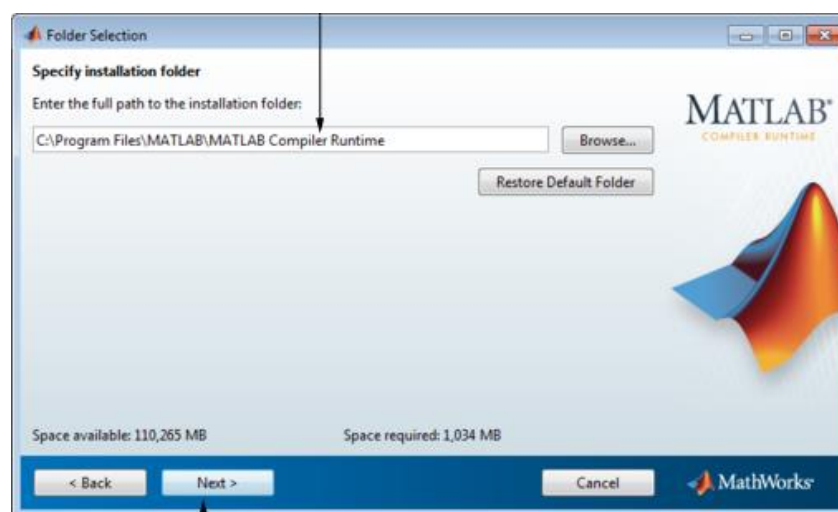 Folder Selection
Specify installation folder
Enter the full path to the installation folder:
MATLAB®
COMPILER RUNTIME
C:\Program Files\MATLAB\MATLAB Compiler Runtime
Browse...
Restore Default Folder
Space available: 110,265 MB
Space required: 1,034 MB
< Back
Next >
Cancel
MathWorks®